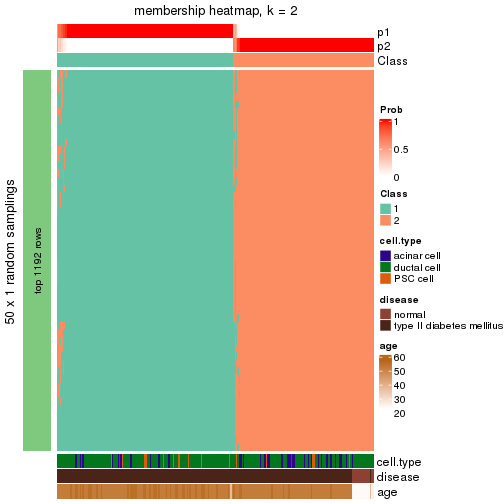 membership heatmap, k = 2
p1
p2
Class
50 x 1 random samplings
top 1192 rows
Prob
1
0.5
0
Class
1
2
cell.type
acinar cell
ductal cell
PSC cell
disease
normal
type II diabetes mellitus
age
60
50
40
30
20
cell.type
disease
age